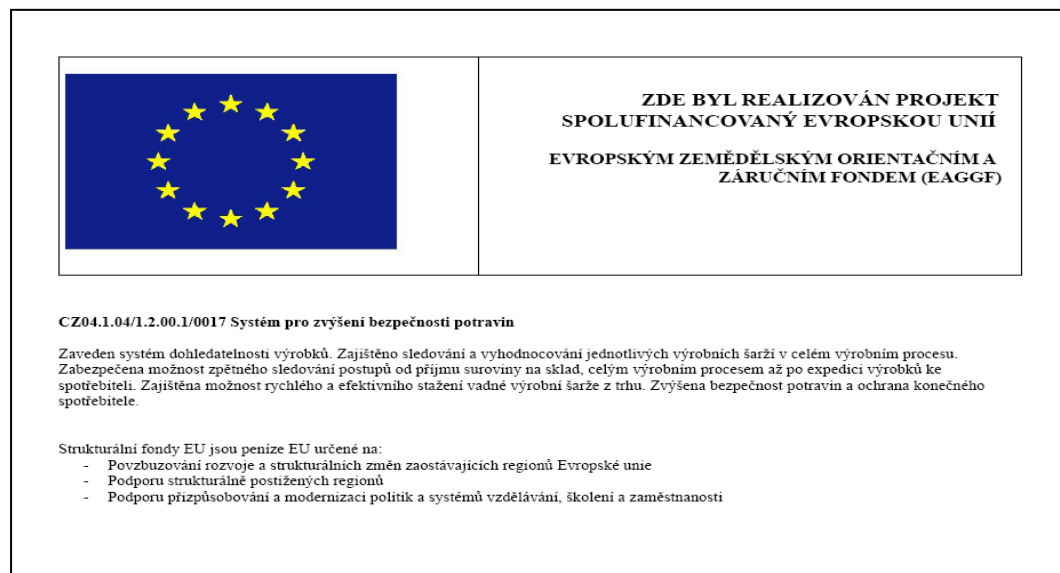 ZDE BYL REALIZOVÁN PROJEKT
SPOLUFINANCOVANÝ EVROPSKOU UNIÍ
EVROPSKÝM ZEMĚDĚLSKÝM ORIENTAČNÍM A
ZÁRUČNÍM FONDEM (EAGGF)
CZ04.1.04/1.2.00.1/0017 Systém pro zvýšení bezpečnosti potravin
Zaveden systém dohledatelnosti výrobků. Zajištěno sledování a vyhodnocování jednotlivých výrobních šarží v celém výrobním procesu.
Zabezpečena možnost zpětného sledování postupů od příjmu suroviny na sklad, celým výrobním procesem až po expedici výrobků ke
spotřebiteli. Zajištěna možnost rychlého a efektivního stažení vadné výrobní šarže z trhu. Zvýšena bezpečnost potravin a ochrana konečného
spotřebitele.
Strukturální fondy EU jsou peníze EU určené na:
- Povzbuzování rozvoje a strukturálních změn zaostávajících regionů Evropské unie
- Podporu strukturálně postižených regionů
- Podporu přizpůsobování a modernizaci politik a systémů vzdělávání, školení a zaměstnanosti